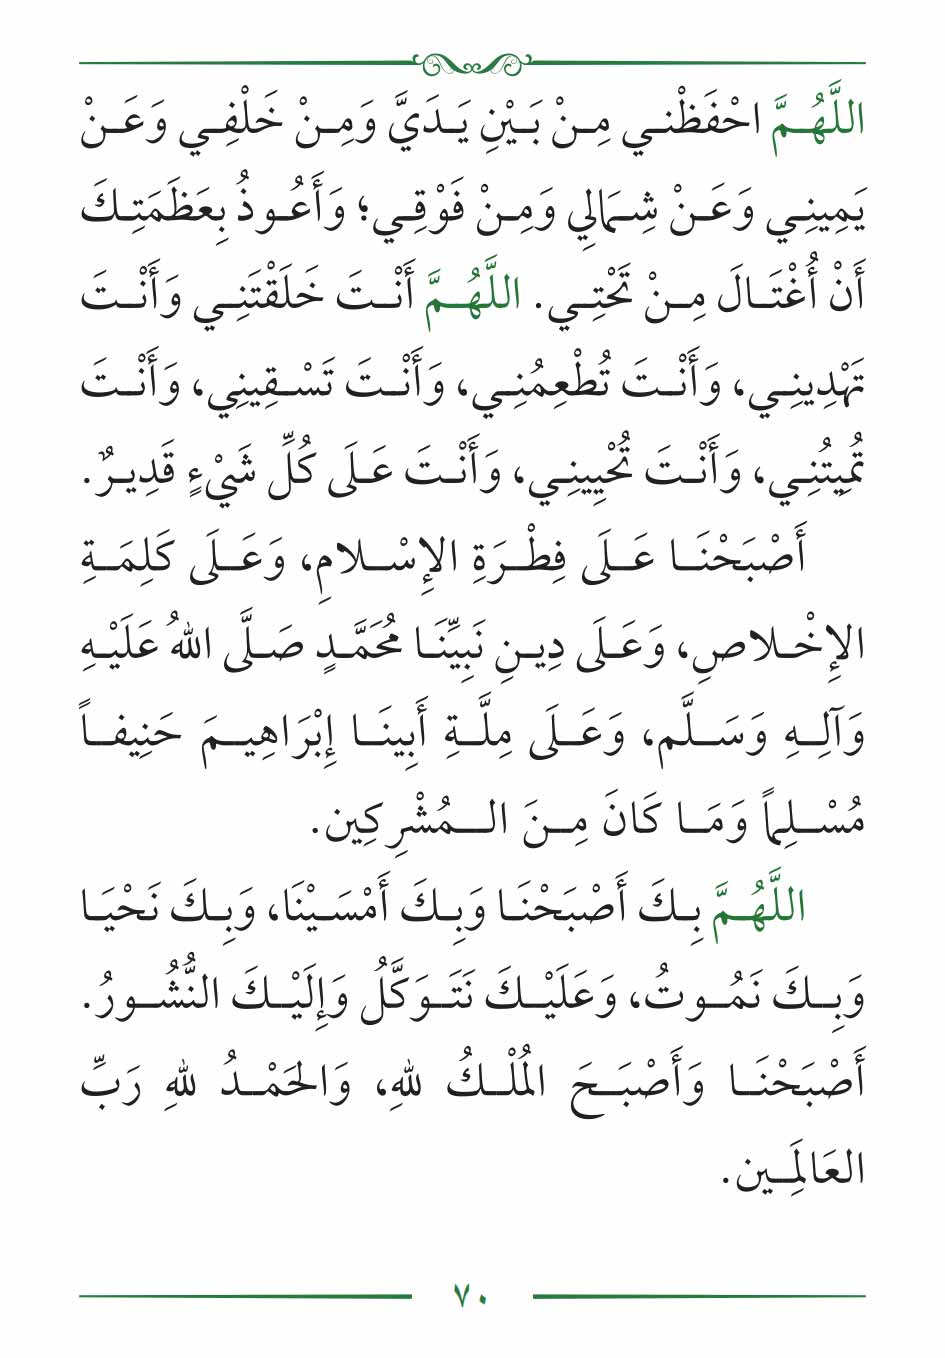 اللَّهُمَّ احْفَظْنِي مِنْ بَيْنِ يَدَيَّ وَمِنْ خَلْفِي وَعَنْ
يَمِينِي وَعَنْ شِمَالِي وَمِنْ فَوْقِي؛ وَأَعُوذُ بِعَظَمَتِكَ
أَنْ أُغْتَالَ مِنْ تَحْتِي. اللَّهُمَّ أَنْتَ خَلَقْتَنِي وَأَنْتَ
تَهْدِينِي، وَأَنْتَ تُطْعِمُنِي، وَأَنْتَ تَسْقِينِي، وَأَنْتَ
تُمِيتُنِي، وَأَنْتَ تُحْيِينِي، وَأَنْتَ عَلَى كُلِّ شَيْءٍ قَدِيرٌ.
أَصْبَحْنَا عَلَى فِطْرَةِ الإِسْلامِ، وَعَلَى كَلِمَةِ
الإِخْلاصِ، وَعَلَى دِينِ نَبِيِّنَا مُحَمَّدٍ صَلَّى اللهُ عَلَيْهِ
وَآلِهِ وَسَلَّم، وَعَلَى مِلَّةِ أَبِينَا إِبْرَاهِيمَ حَنِيفاً
مُسْلِماً وَمَا كَانَ مِنَ الـمُشْرِكِين.
اللَّهُمَّ بِكَ أَصْبَحْنَا وَبِكَ أَمْسَيْنَا، وَبِكَ نَحْيَا
وَبِكَ نَمُوتُ، وَعَلَيْكَ نَتَوَكَّلُ وَإِلَيْكَ النُّشُورُ.
أَصْبَحْنَا وَأَصْبَحَ المُلْكُ للهِ، وَالحَمْدُ للهِ رَبِّ
العَالَمِين.
٧٠